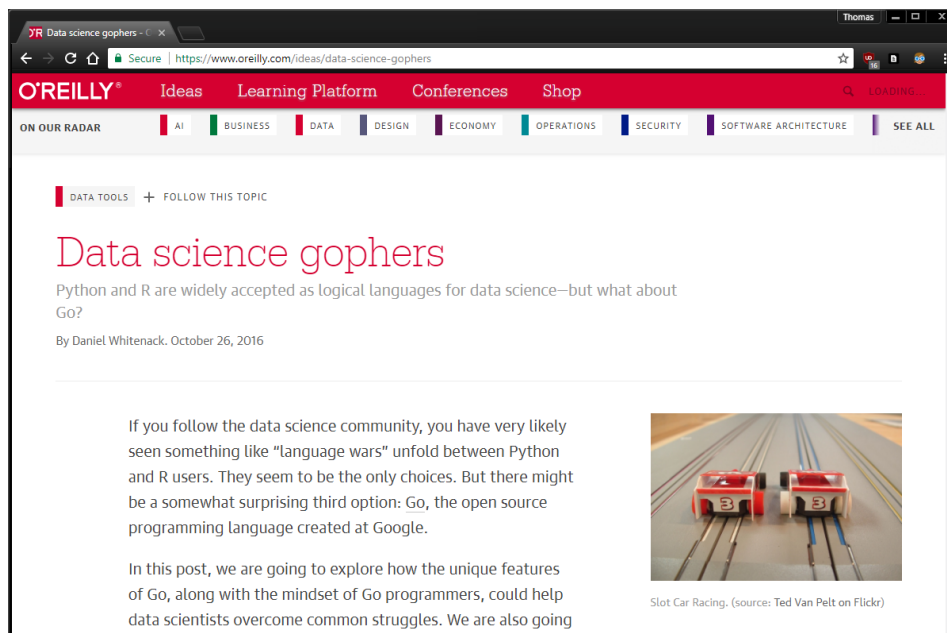 Thomas
Data science gophers - 
Secure | https://www.oreilly.com/ideas/data-science-gophers
16
O'REILLY®
Ideas
Learning Platform
Conferences
Shop
LOADING...
ON OUR RADAR
AI
BUSINESS
DATA
DESIGN
ECONOMY
OPERATIONS
SECURITY
SOFTWARE ARCHITECTURE
SEE ALL
DATA TOOLS
+ FOLLOW THIS TOPIC
Data science gophers
Python and R are widely accepted as logical languages for data science—but what about
Go?
By Daniel Whitenack. October 26, 2016
If you follow the data science community, you have very likely
seen something like “language wars” unfold between Python
and R users. They seem to be the only choices. But there might
be a somewhat surprising third option: Go, the open source
programming language created at Google.
In this post, we are going to explore how the unique features
of Go, along with the mindset of Go programmers, could help
data scientists overcome common struggles. We are also going
3
3
Slot Car Racing. (source: Ted Van Pelt on Flickr)